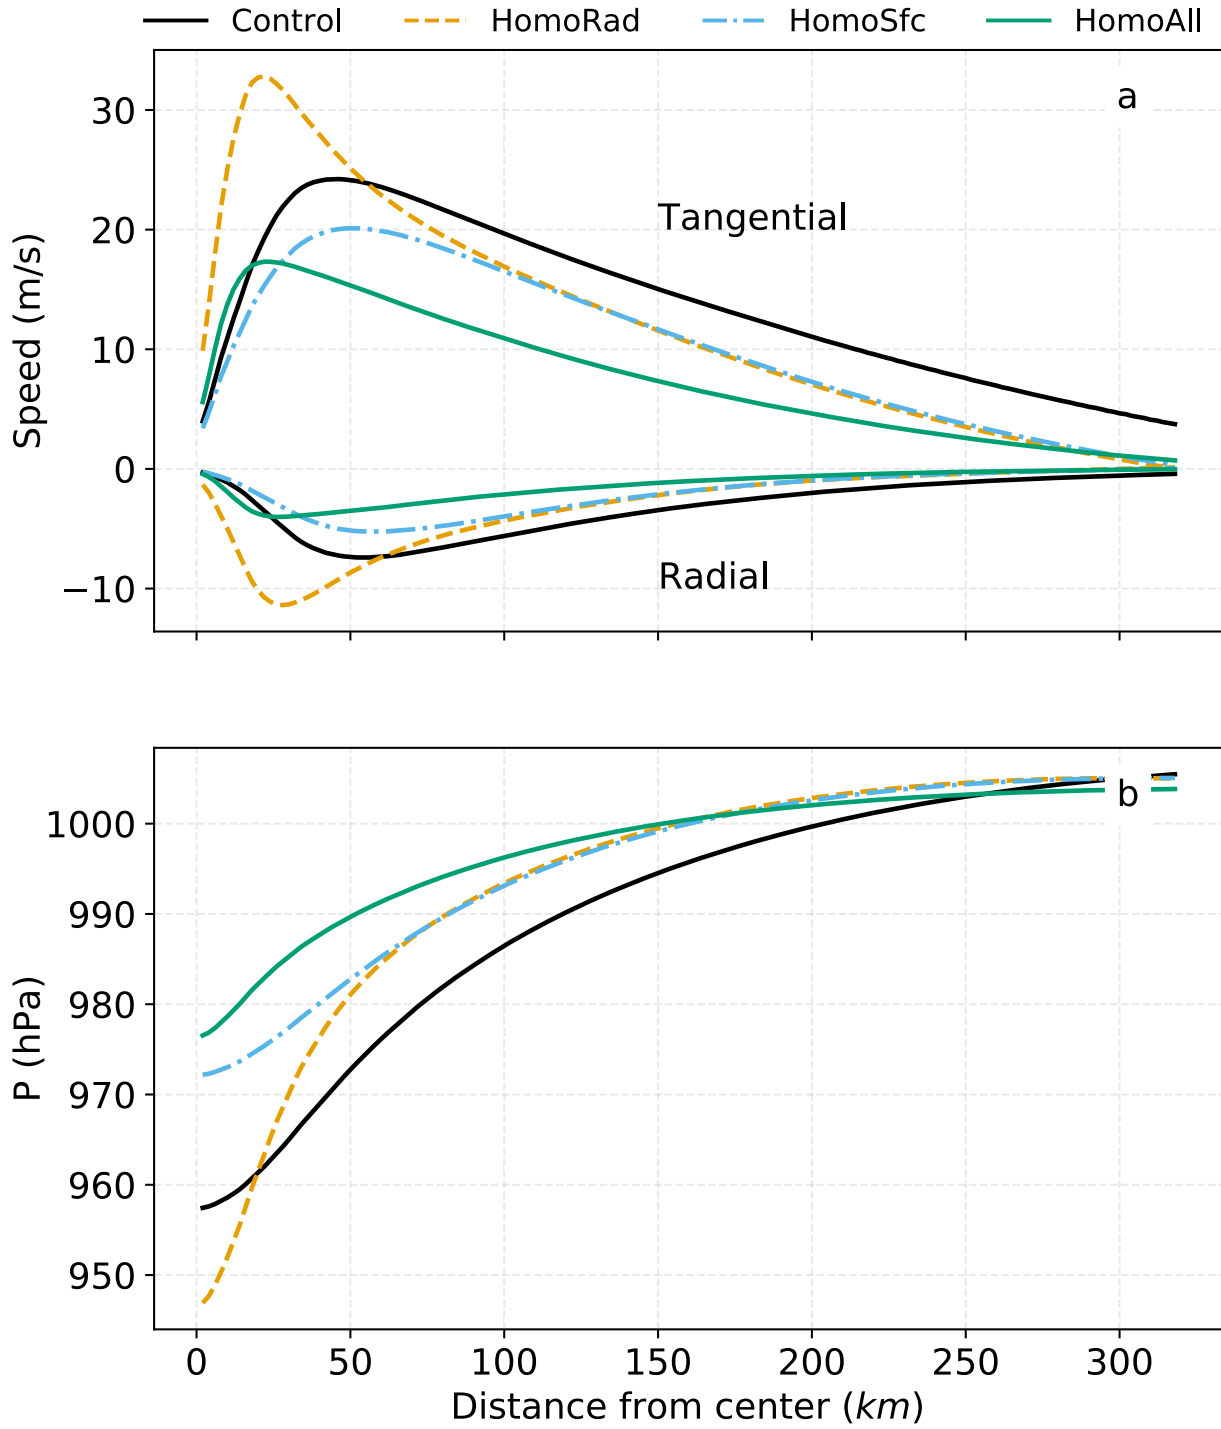 Control HomoRad HomoSfc HomoAll
a
30
20
10
0
−10
Speed (m/s)
Tangential
Radial
b
1000
990
980
970
960
950
P (hPa)
0 50 100 150 200 250 300
Distance from center (km)